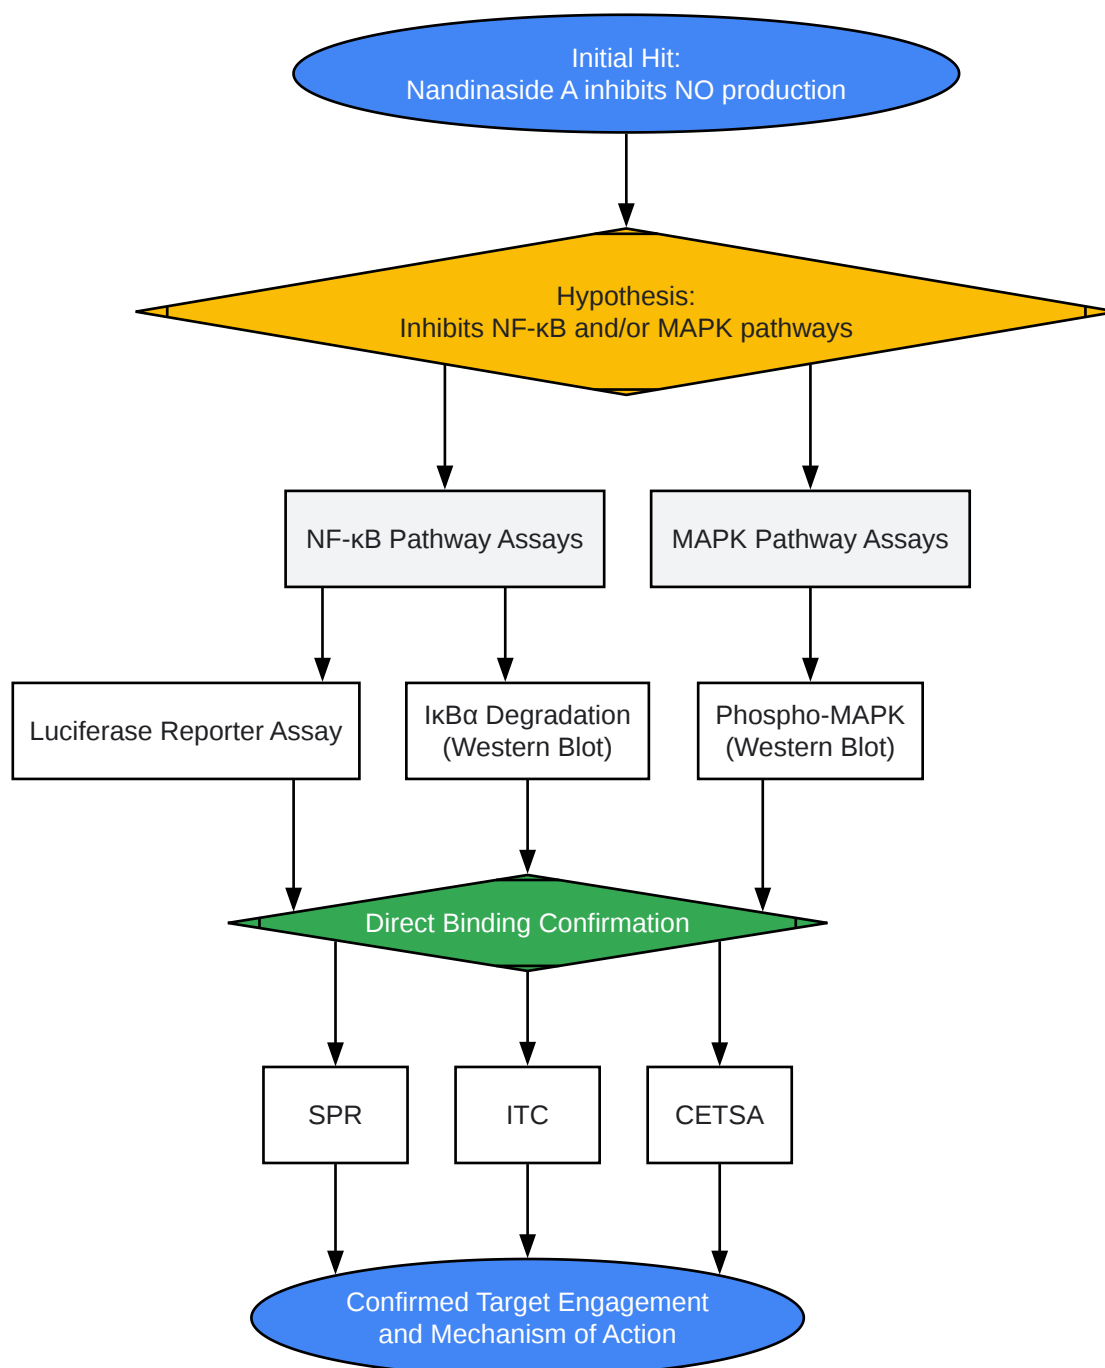 Initial Hit:
Nandinaside A inhibits NO production
Hypothesis:
Inhibits NF-κB and/or MAPK pathways
NF-κB Pathway Assays
MAPK Pathway Assays
Luciferase Reporter Assay
IκBα Degradation
(Western Blot)
Phospho-MAPK
(Western Blot)
Direct Binding Confirmation
SPR
ITC
CETSA
Confirmed Target Engagement
and Mechanism of Action